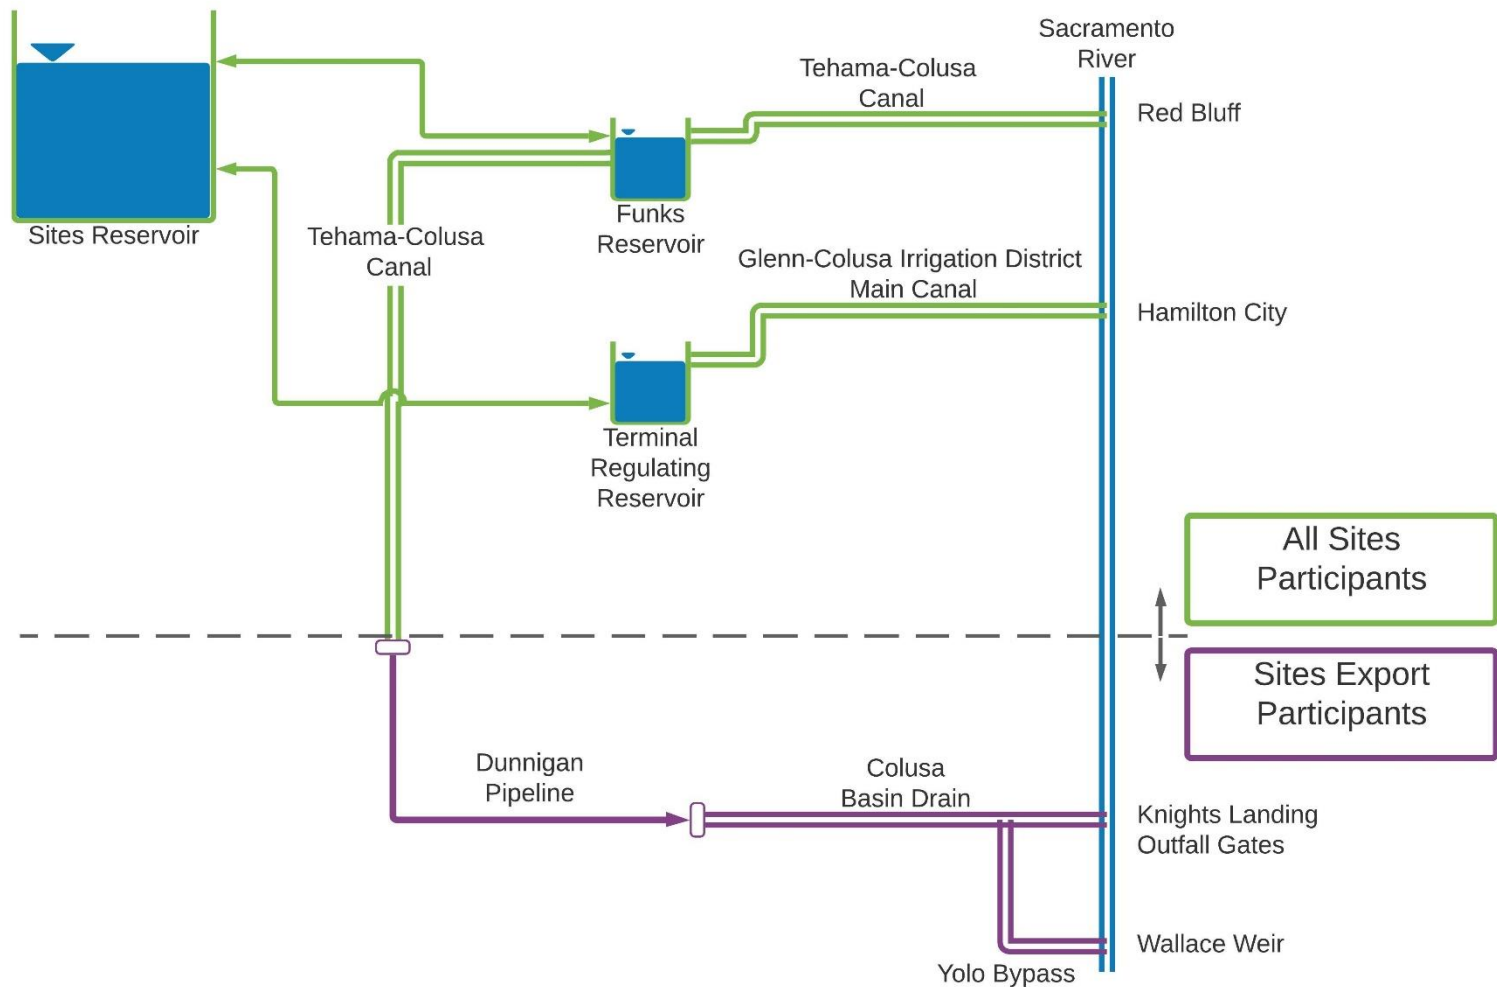 Sacramento
River
Tehama-Colusa
Canal
Red Bluff
Funks
Reservoir
Sites Reservoir
Tehama-Colusa
Canal
Glenn-Colusa Irrigation District
Main Canal
Hamilton City
Terminal
Regulating
Reservoir
All Sites
Participants
Sites Export
Participants
Dunnigan
Pipeline
Colusa
Basin Drain
Knights Landing
Outfall Gates
Wallace Weir
Yolo Bypass